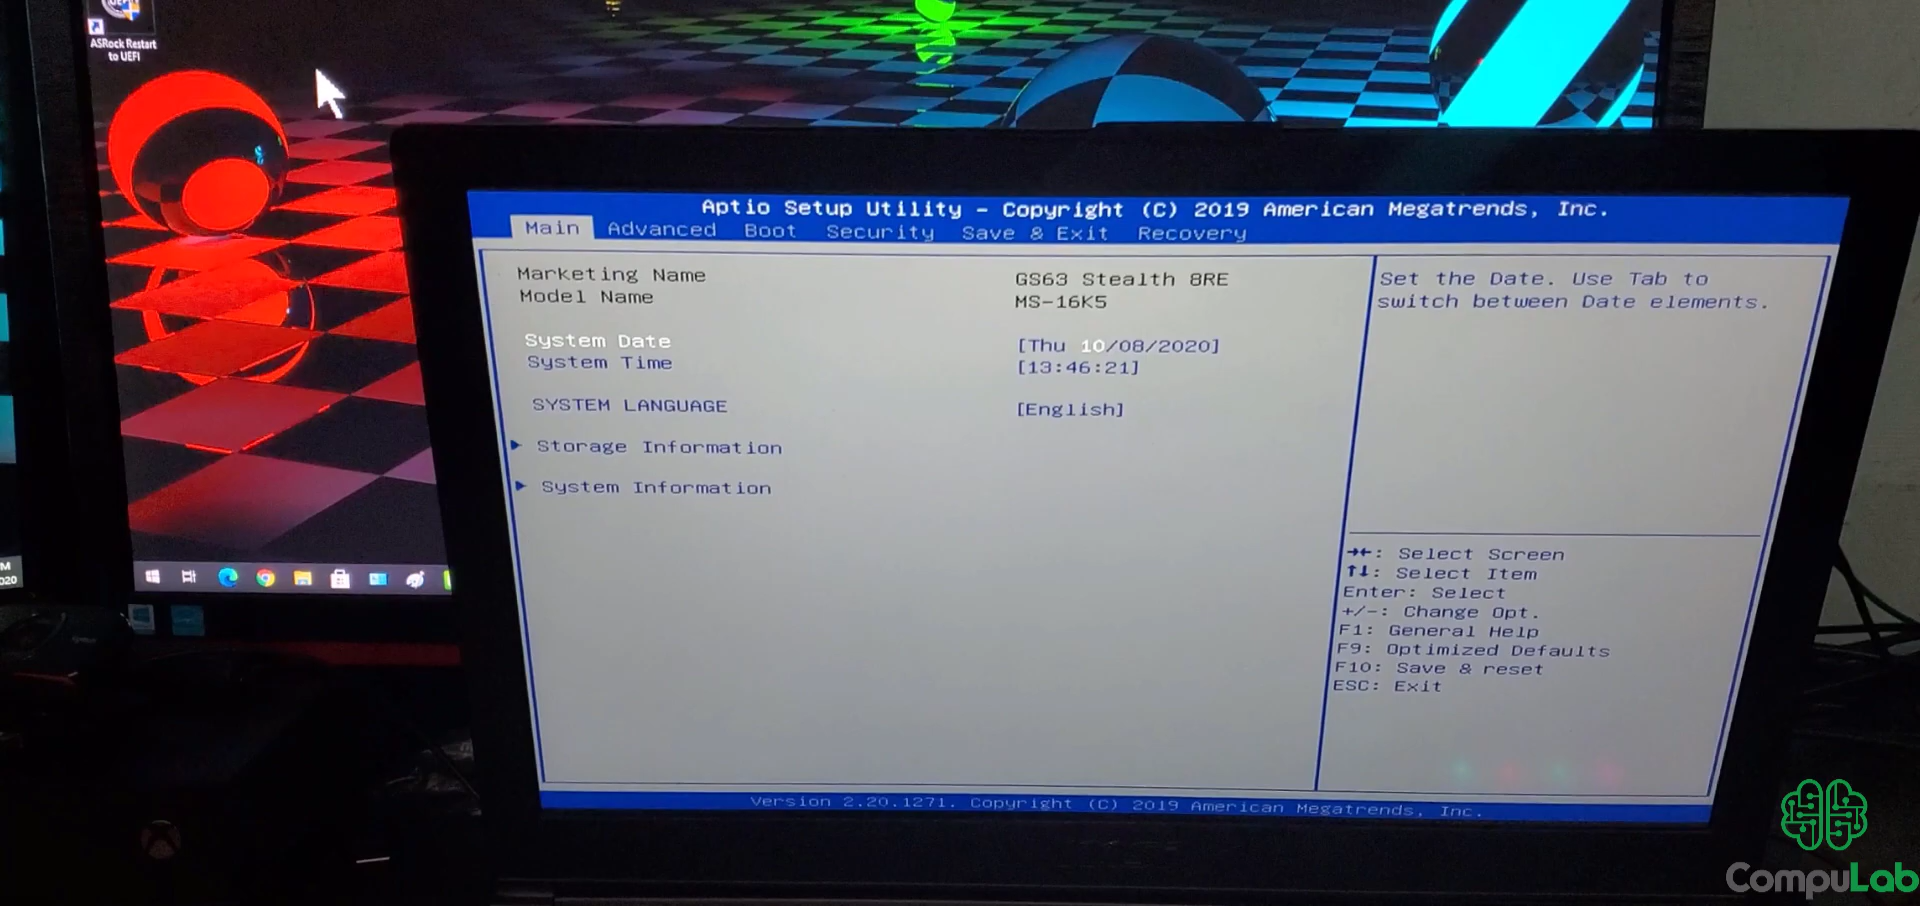 ASRock Restart
to UEFI
Aptio Setup Utility - Copyright (C) 2019 American Megatrends, Inc.
Main Advanced Boot Security Save & Exit Recovery
Marketing Name GS63 Stealth 8RE
Model Name MS-16K5
System Date [Thu 10/08/2020]
System Time [13:46:21]
SYSTEM LANGUAGE [English]
Storage Information
System Information
Set the Date. Use Tab to
switch between Date elements.
→←: Select Screen
↑↓: Select Item
Enter: Select
+/-: Change Opt.
F1: General Help
F9: Optimized Defaults
F10: Save & reset
ESC: Exit
Version 2.20.1271. Copyright (C) 2019 American Megatrends, Inc.
CompuLab